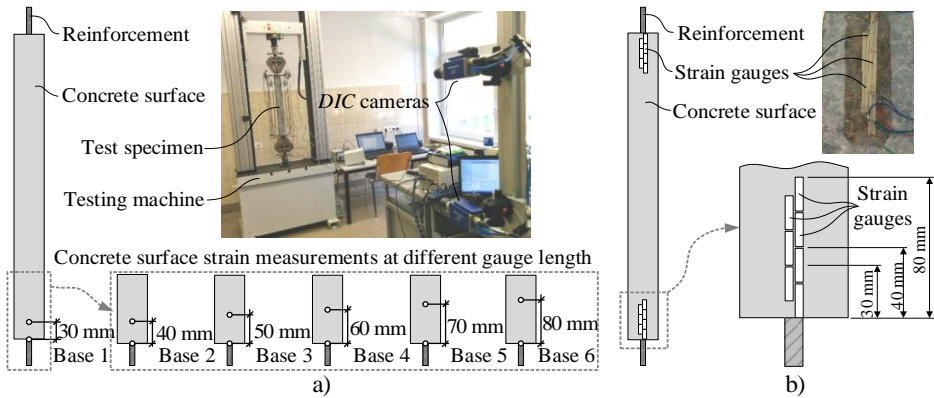 Reinforcement
Concrete surface
DIC cameras
Test specimen
Testing machine
Concrete surface strain measurements at different gauge length
30 mm
40 mm
50 mm
60 mm
70 mm
80 mm
Base 1
Base 2
Base 3
Base 4
Base 5
Base 6
a)
Reinforcement
Strain gauges
Concrete surface
Strain
gauges
30 mm
40 mm
80 mm
b)